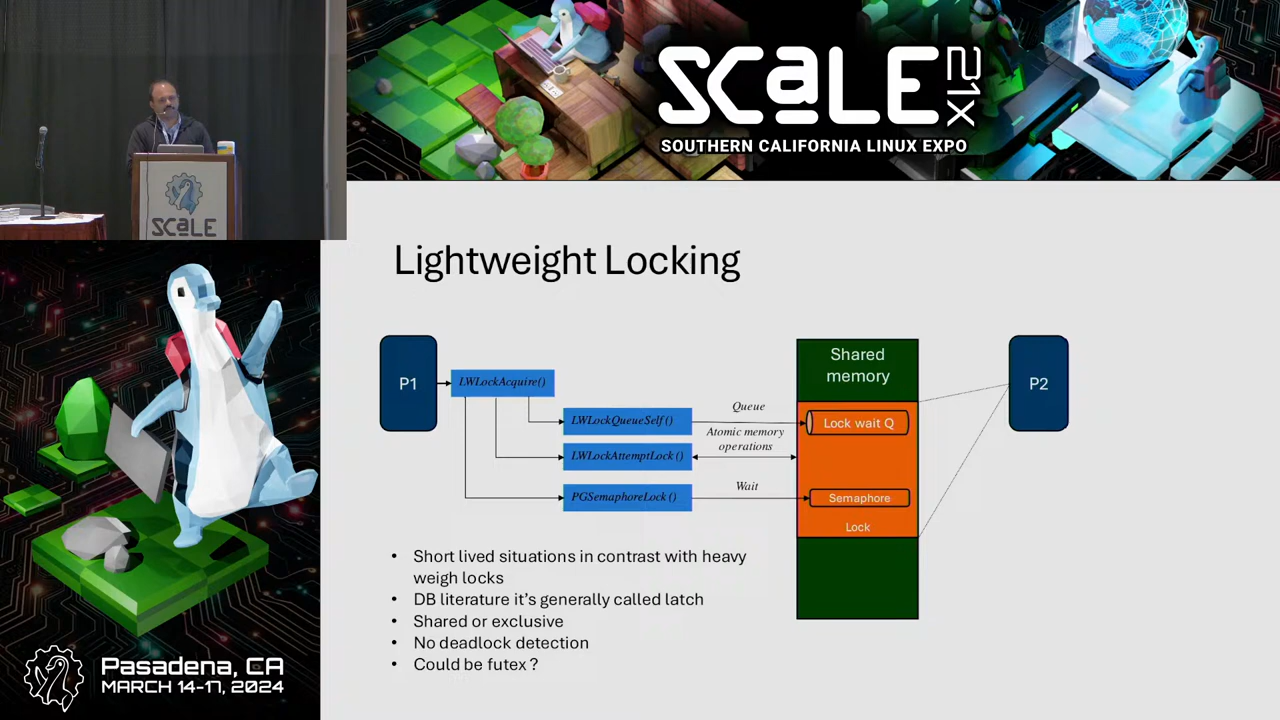 SCaLE 21x
SOUTHERN CALIFORNIA LINUX EXPO
SCaLE
Lightweight Locking
P1
LWLockAcquire()
LWLockQueueSelf()
LWLockAttemptLock()
PGSemaphoreLock()
Queue
Atomic memory
operations
Wait
Shared
memory
Lock wait Q
Semaphore
Lock
P2
• Short lived situations in contrast with heavy
weigh locks
• DB literature it's generally called latch
• Shared or exclusive
• No deadlock detection
• Could be futex ?
Pasadena, CA
MARCH 14-17, 2024